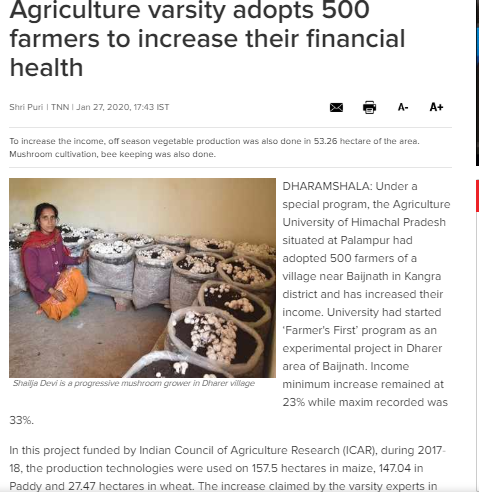 Agriculture varsity adopts 500
farmers to increase their financial
health
Shri Puri | TNN | Jan 27, 2020, 17:43 IST
A- A+
To increase the income, off season vegetable production was also done in 53.26 hectare of the area.
Mushroom cultivation, bee keeping was also done.
DHARAMSHALA: Under a
special program, the Agriculture
University of Himachal Pradesh
situated at Palampur had
adopted 500 farmers of a
village near Baijnath in Kangra
district and has increased their
income. University had started
'Farmer's First' program as an
experimental project in Dharer
area of Baijnath. Income
minimum increase remained at
23% while maxim recorded was
33%.
Shailja Devi is a progressive mushroom grower in Dharer village
In this project funded by Indian Council of Agriculture Research (ICAR), during 2017-
18, the production technologies were used on 157.5 hectares in maize, 147.04 in
Paddy and 27.47 hectares in wheat. The increase claimed by the varsity experts in